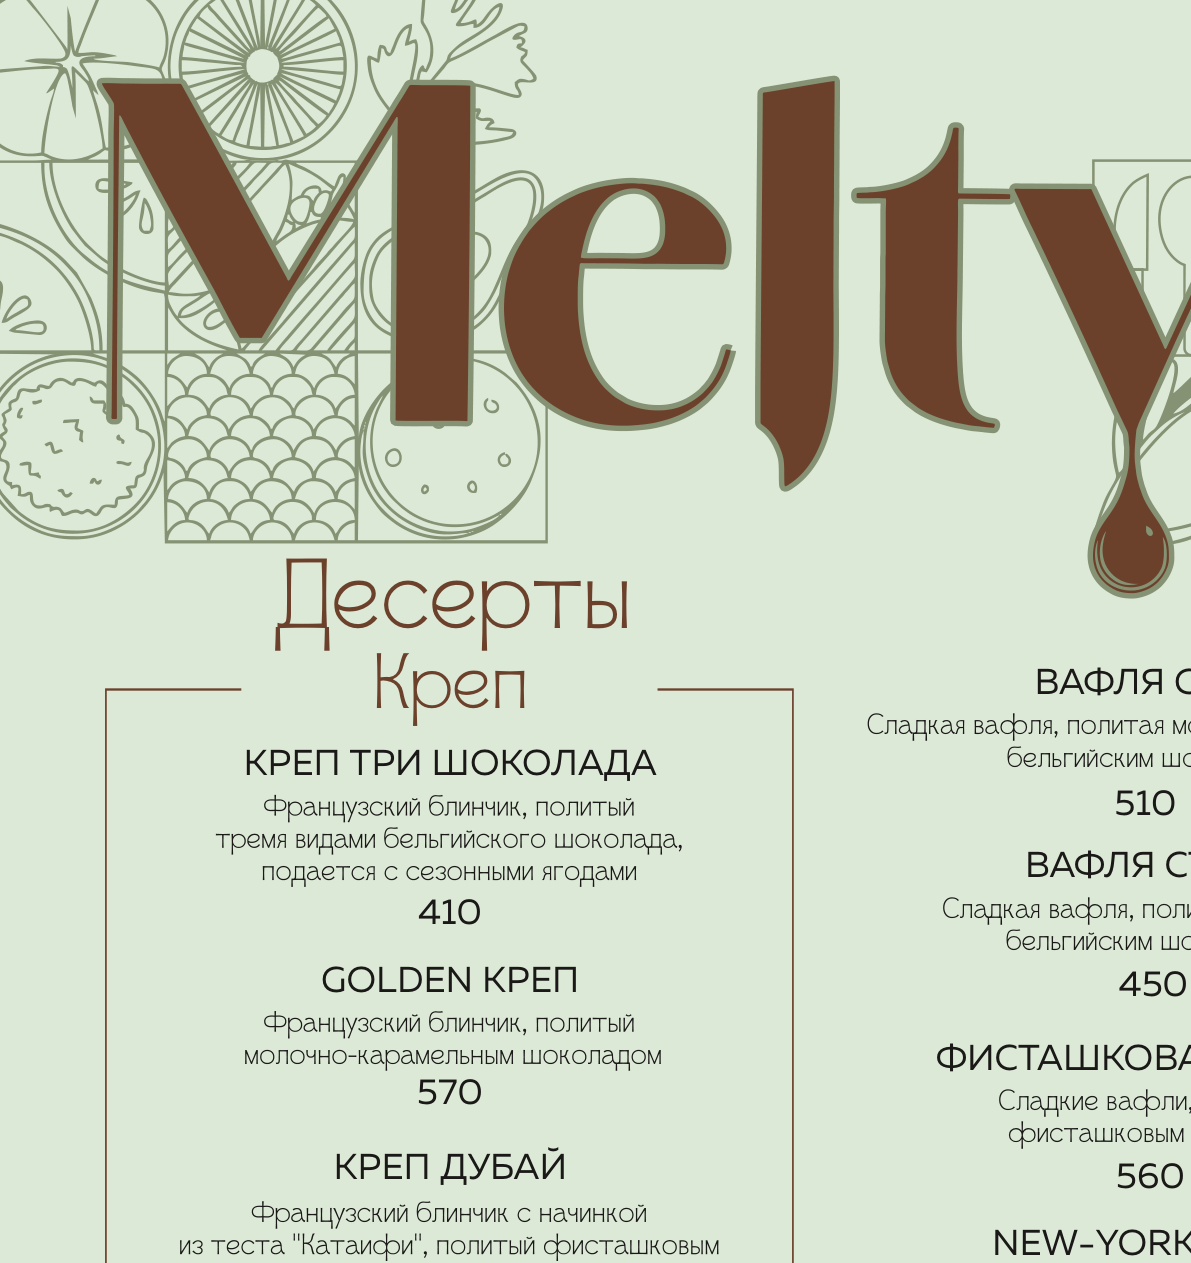 Melty
Десерты
Креп
КРЕП ТРИ ШОКОЛАДА
Французский блинчик, политый
тремя видами бельгийского шоколада,
подается с сезонными ягодами
410
GOLDEN КРЕП
Французский блинчик, политый
молочно-карамельным шоколадом
570
КРЕП ДУБАЙ
Французский блинчик с начинкой
из теста "Катаифи", политый фисташковым
ВАФЛЯ
Сладкая вафля, политая
бельгийским
510
ВАФЛЯ
Сладкая вафля,
бельгийским
450
Сладкие вафли,
фисташковым
560
NEW-YORK